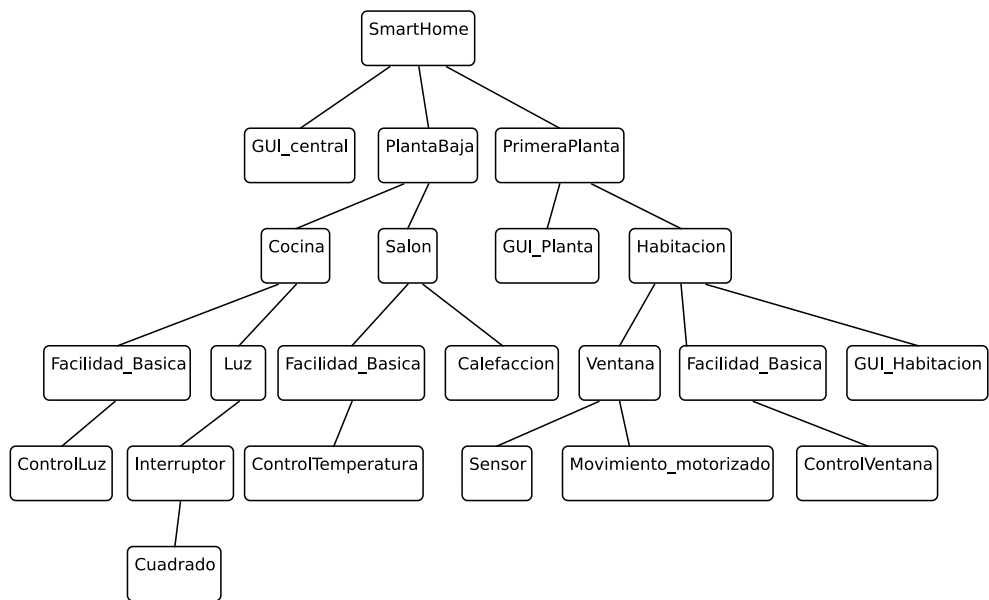 SmartHome
GUI_central
PlantaBaja
PrimeraPlanta
Cocina
Salon
GUI_Planta
Habitacion
Facilidad_Basica
Luz
Facilidad_Basica
Calefaccion
Ventana
Facilidad_Basica
GUI_Habitacion
ControlLuz
Interruptor
ControlTemperatura
Sensor
Movimiento_motorizado
ControlVentana
Cuadrado